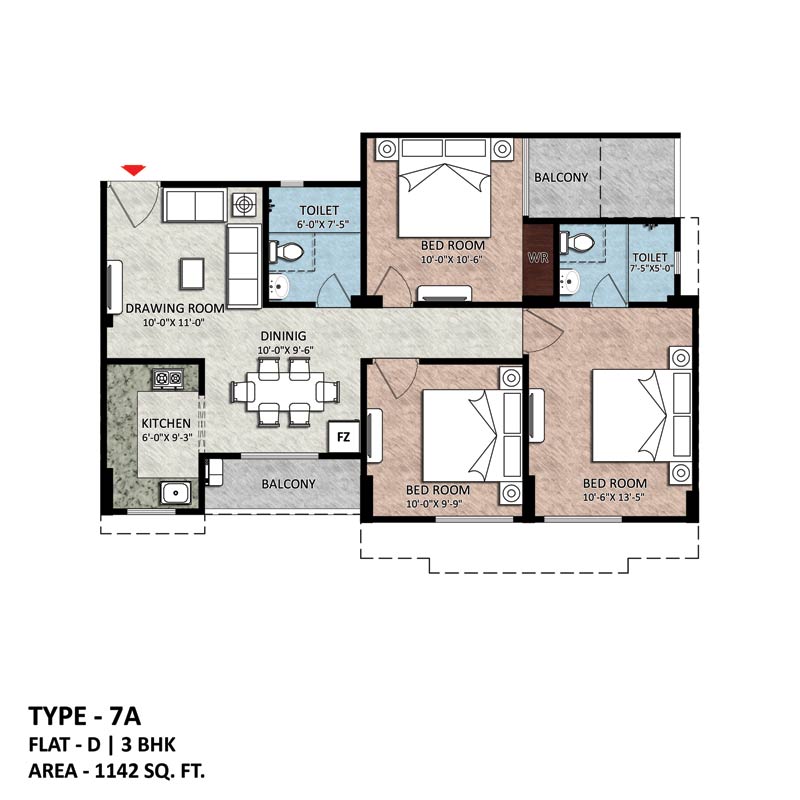 BALCONY
TOILET
6'-0"X 7'-5"
BED ROOM
10'-0"X 10'-6"
WR
TOILET
7'-5"X5'-0"
DRAWING ROOM
10'-0"X 11'-0"
DININIG
10'-0"X 9'-6"
KITCHEN
6'-0"X 9'-3"
FZ
BALCONY
BED ROOM
10'-0"X 9'-9"
BED ROOM
10'-6"X 13'-5"
TYPE - 7A
FLAT - D | 3 BHK
AREA - 1142 SQ. FT.